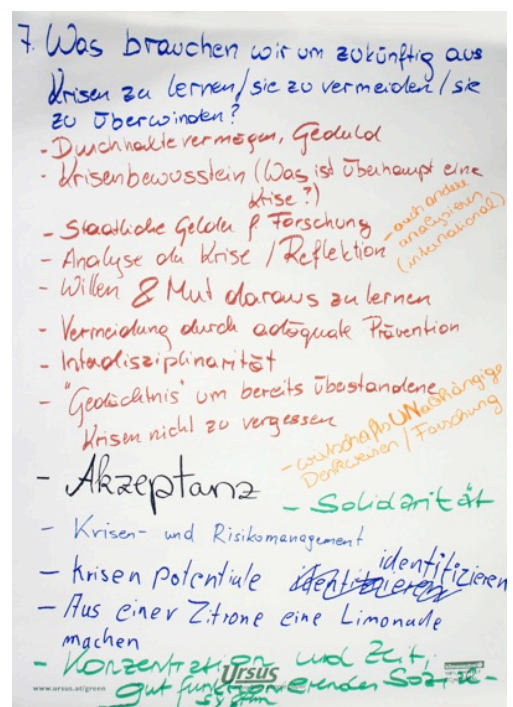 7. Was brauchen wir um zukünftig aus
Krisen zu lernen/sie zu vermeiden/sie
zu überwinden?
- Durchhaltevermögen, Geduld
- Krisenbewusstein (Was ist überhaupt eine
Krise?)
- Staatliche Gelder f. Forschung
- auch andere
analysieren
(international)
- Analyse der Krise / Reflektion
- Willen & Mut daraus zu lernen
- Vermeidung durch adäquate Prävention
- Interdisziplinarität
- "Gedächtnis" um bereits überstandene
Krisen nicht zu vergessen
- wirtschaftsUNabhängige
Denkweisen / Forschung
- Akzeptanz
- Solidarität
- Krisen- und Risikomanagement
- Krisen potentiale identifizieren
- Aus einer Zitrone eine Limonade
machen
- Konzentration und Zeit,
gut funktionierendes Sozial-
system
Ursus
www.ursus.at/green